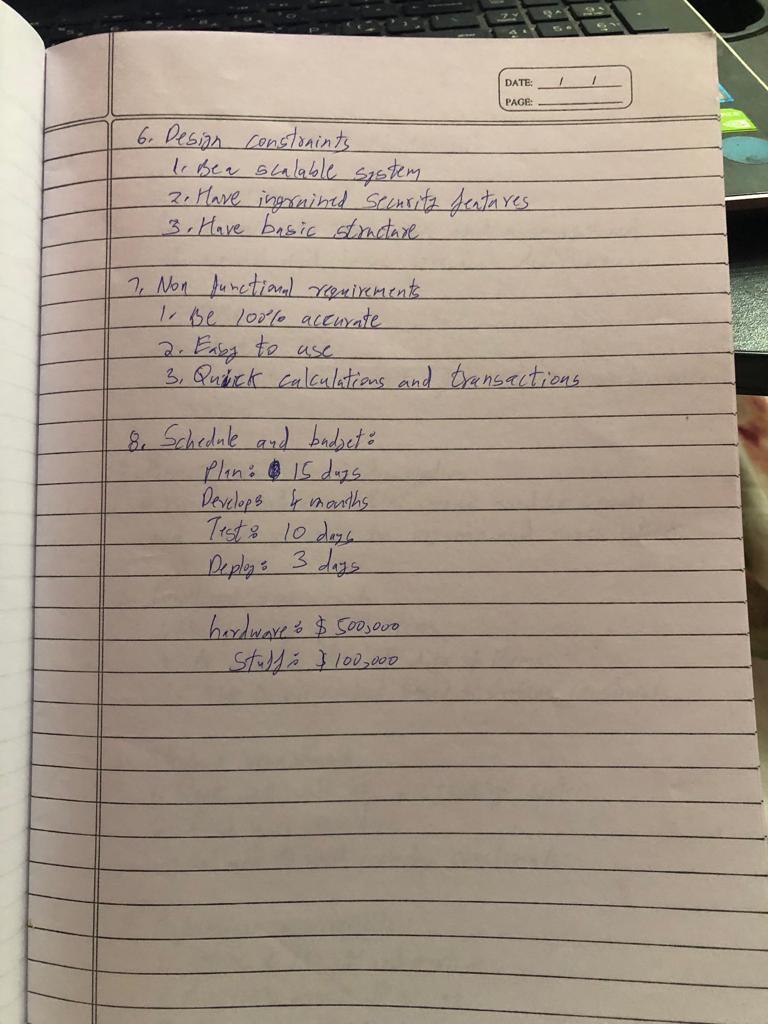 DATE: / /
PAGE:
6. Design constraints
1. Be a scalable system
2. Have ingrained security features
3. Have basic structure
7. Non functional requirements
1. Be 100% accurate
2. Easy to use
3. Quick calculations and transactions
8. Schedule and budget:
Plan: 15 days
Develop: 4 months
Test: 10 days
Deploy: 3 days
hardware: $ 500,000
Staff: $ 100,000